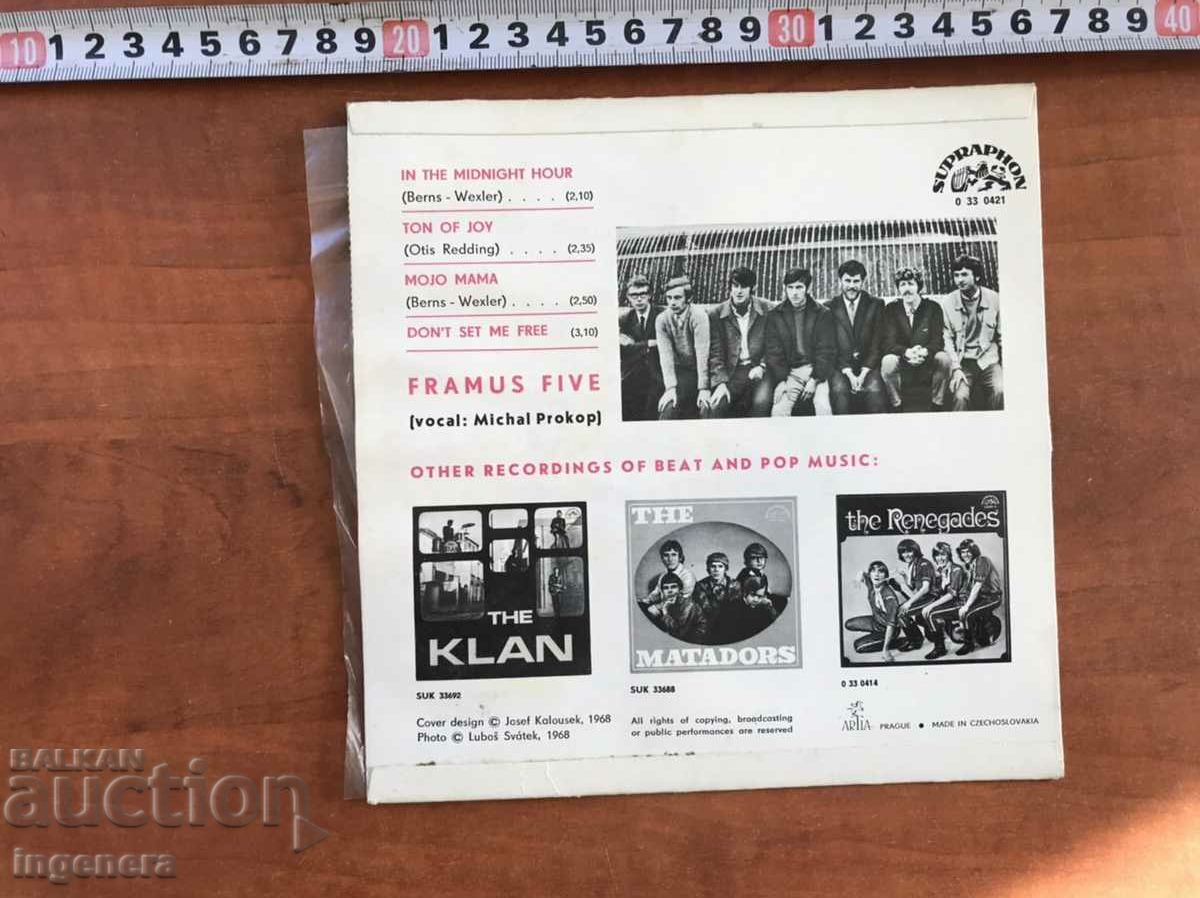 10 1 2 3 4 5 6 7 8 9 20 1 2 3 4 5 6 7 8 9 30 1 2 3 4 5 6 7 8 9 40
IN THE MIDNIGHT HOUR
(Berns - Wexler) . . . . (2,10)
TON OF JOY
(Otis Redding) . . . . (2,35)
MOJO MAMA
(Berns - Wexler) . . . . (2,50)
DON'T SET ME FREE (3,10)
FRAMUS FIVE
(vocal: Michal Prokop)
SUPRAPHON
0 33 0421
OTHER RECORDINGS OF BEAT AND POP MUSIC:
THE
KLAN
SUK 33692
THE
MATADORS
SUK 33688
the Renegades
0 33 0414
Cover design © Josef Kalousek, 1968
Photo © Luboš Svátek, 1968
All rights of copying, broadcasting
or public performances are reserved
ARTIA PRAGUE ● MADE IN CZECHOSLOVAKIA
BALKAN
auction
ingenera